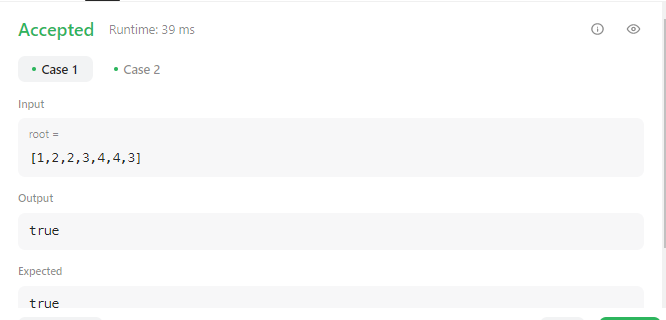 Accepted Runtime: 39 ms
Case 1 Case 2
Input
root =
[1,2,2,3,4,4,3]
Output
true
Expected
true